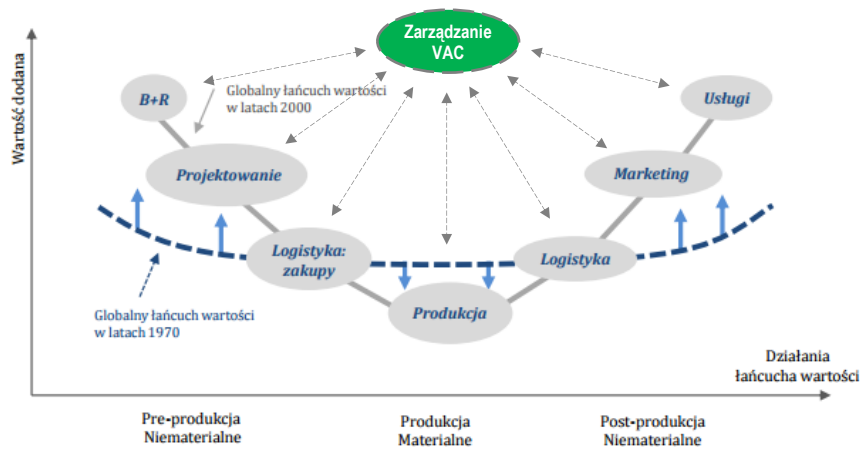 Zarządzanie
VAC
Wartość dodana
B+R
Globalny łańcuch wartości
w latach 2000
Usługi
Projektowanie
Marketing
Logistyka:
zakupy
Logistyka
Produkcja
Globalny łańcuch wartości
w latach 1970
Działania
łańcucha wartości
Pre-produkcja
Niematerialne
Produkcja
Materialne
Post-produkcja
Niematerialne